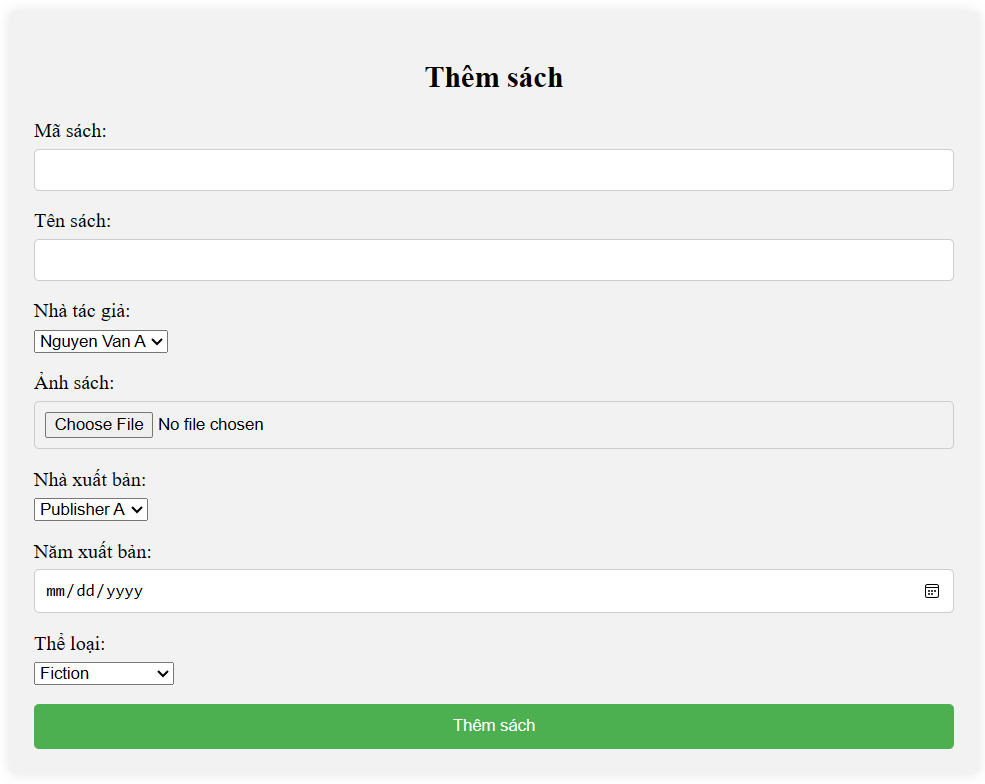 Thêm sách
Mã sách:
Tên sách:
Nhà tác giả:
Nguyen Van A
Ảnh sách:
Choose File No file chosen
Nhà xuất bản:
Publisher A
Năm xuất bản:
mm/dd/yyyy
Thể loại:
Fiction
Thêm sách